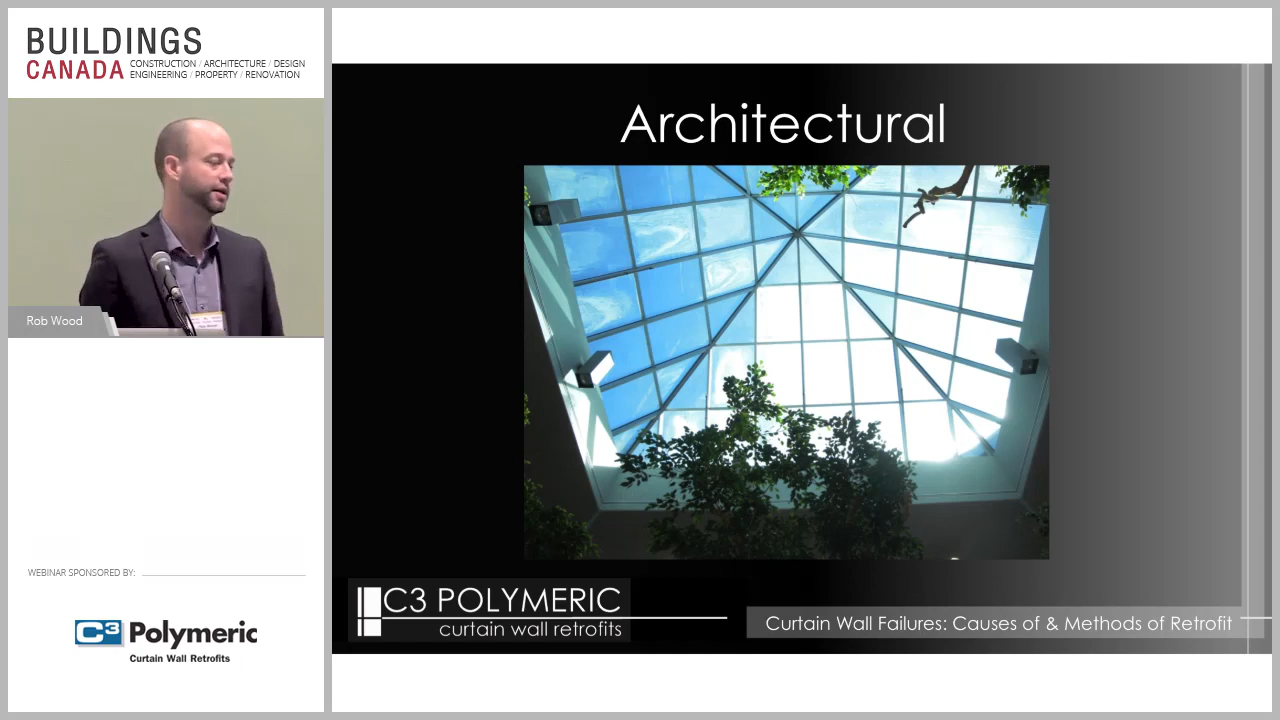 BUILDINGS
CANADA
CONSTRUCTION / ARCHITECTURE / DESIGN
ENGINEERING / PROPERTY / RENOVATION
Rob Wood
WEBINAR SPONSORED BY:
C3 Polymeric
Curtain Wall Retrofits
Architectural
C3 POLYMERIC
curtain wall retrofits
Curtain Wall Failures: Causes of & Methods of Retrofit